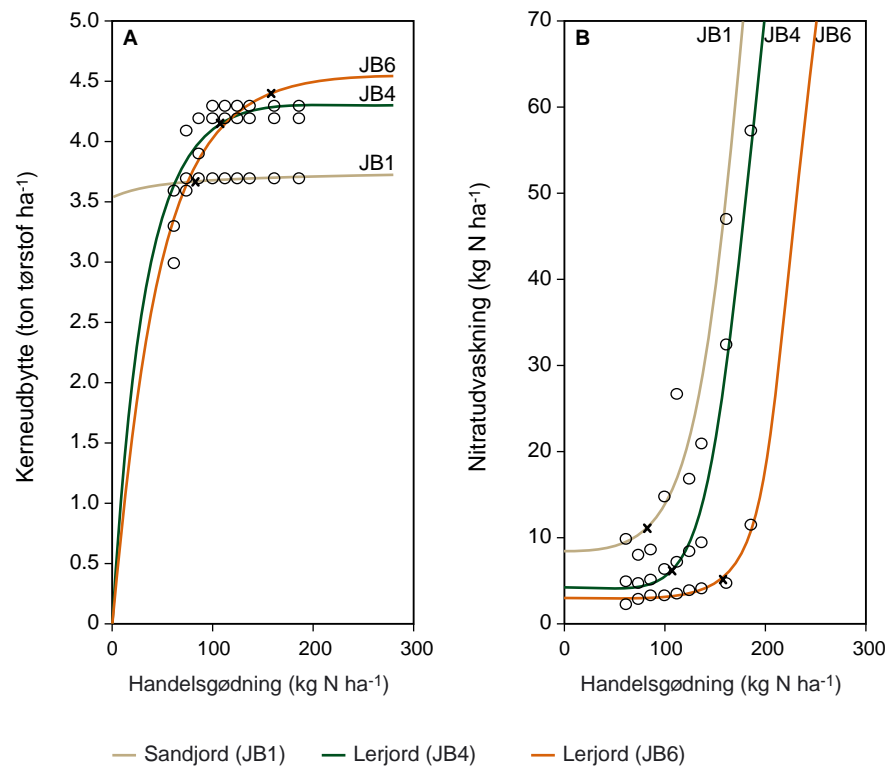 A
Kerneudbytte (ton tørstof ha-1)
5.0
4.5
4.0
3.5
3.0
2.5
2.0
1.5
1.0
0.5
0
JB6
JB4
JB1
0 100 200 300
Handelsgødning (kg N ha-1)
B
Nitratudvaskning (kg N ha-1)
70
60
50
40
30
20
10
0
JB1 JB4 JB6
0 100 200 300
Handelsgødning (kg N ha-1)
Sandjord (JB1) Lerjord (JB4) Lerjord (JB6)